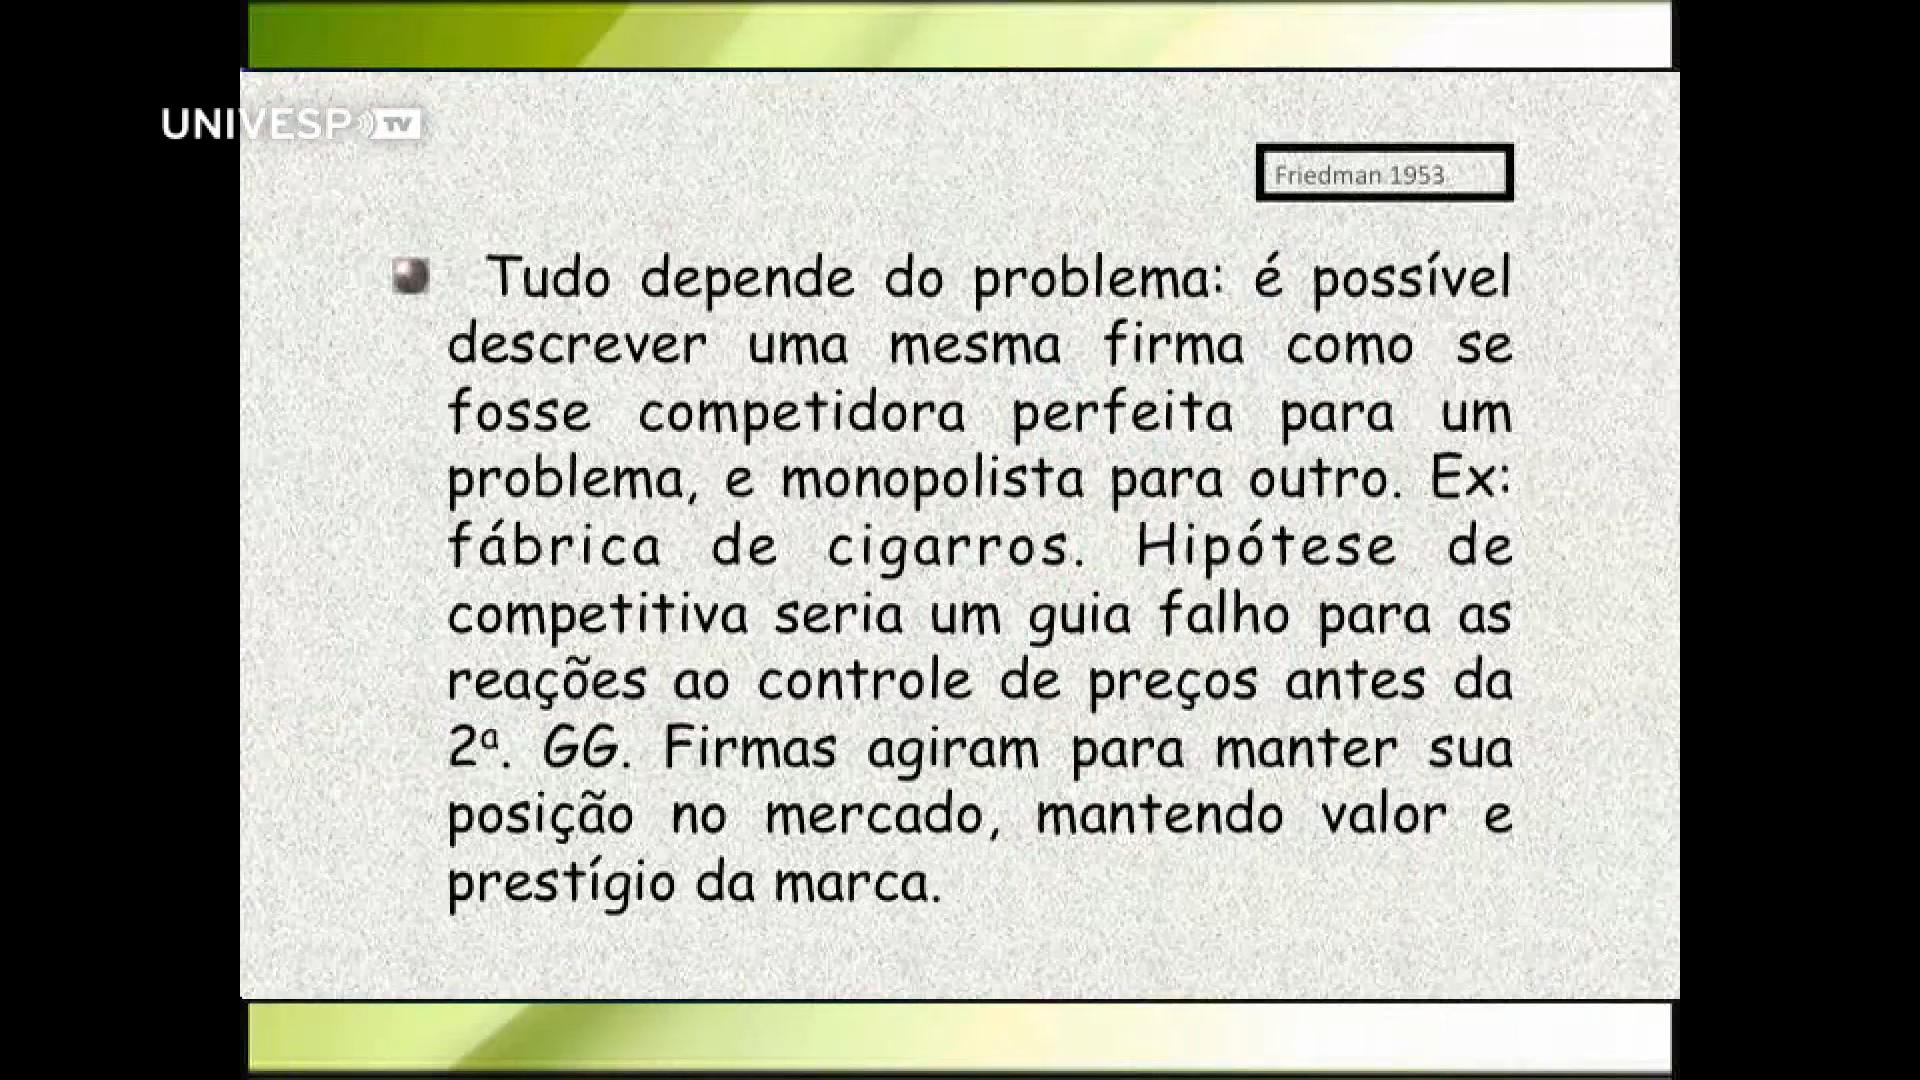 UNIVESP TV
Friedman 1953
Tudo depende do problema: é possível
descrever uma mesma firma como se
fosse competidora perfeita para um
problema, e monopolista para outro. Ex:
fábrica de cigarros. Hipótese de
competitiva seria um guia falho para as
reações ao controle de preços antes da
2ª. GG. Firmas agiram para manter sua
posição no mercado, mantendo valor e
prestígio da marca.